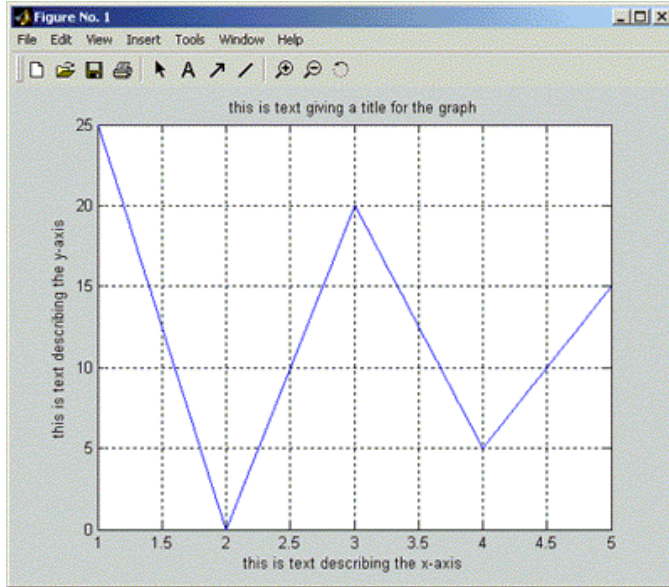 Figure No. 1
File Edit View Insert Tools Window Help
A
this is text giving a title for the graph
this is text describing the y-axis
25
20
15
10
5
0
1 1.5 2 2.5 3 3.5 4 4.5 5
this is text describing the x-axis